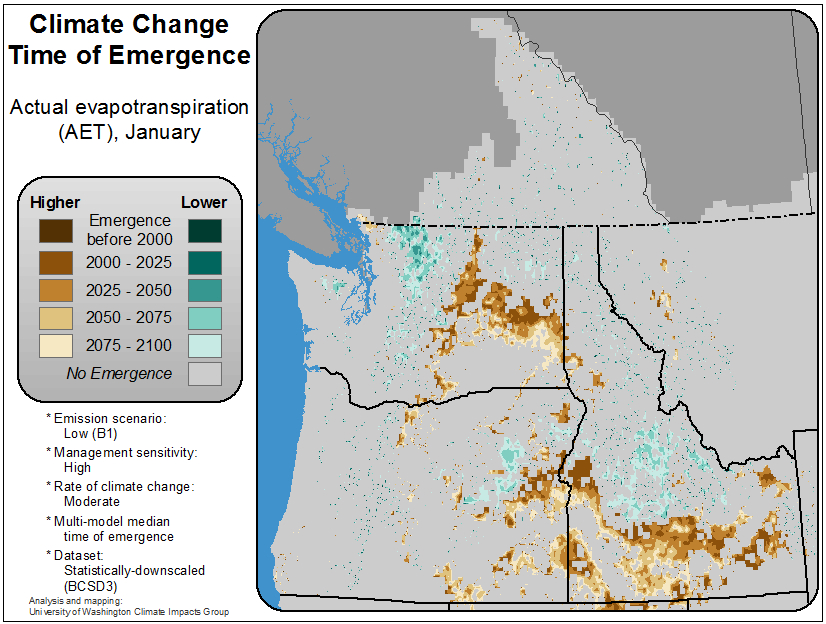 Climate Change
Time of Emergence
Actual evapotranspiration
(AET), January
Higher Lower
Emergence
before 2000
2000 - 2025
2025 - 2050
2050 - 2075
2075 - 2100
No Emergence
* Emission scenario:
Low (B1)
* Management sensitivity:
High
* Rate of climate change:
Moderate
* Multi-model median
time of emergence
* Dataset:
Statistically-downscaled
(BCSD3)
Analysis and mapping:
University of Washington Climate Impacts Group